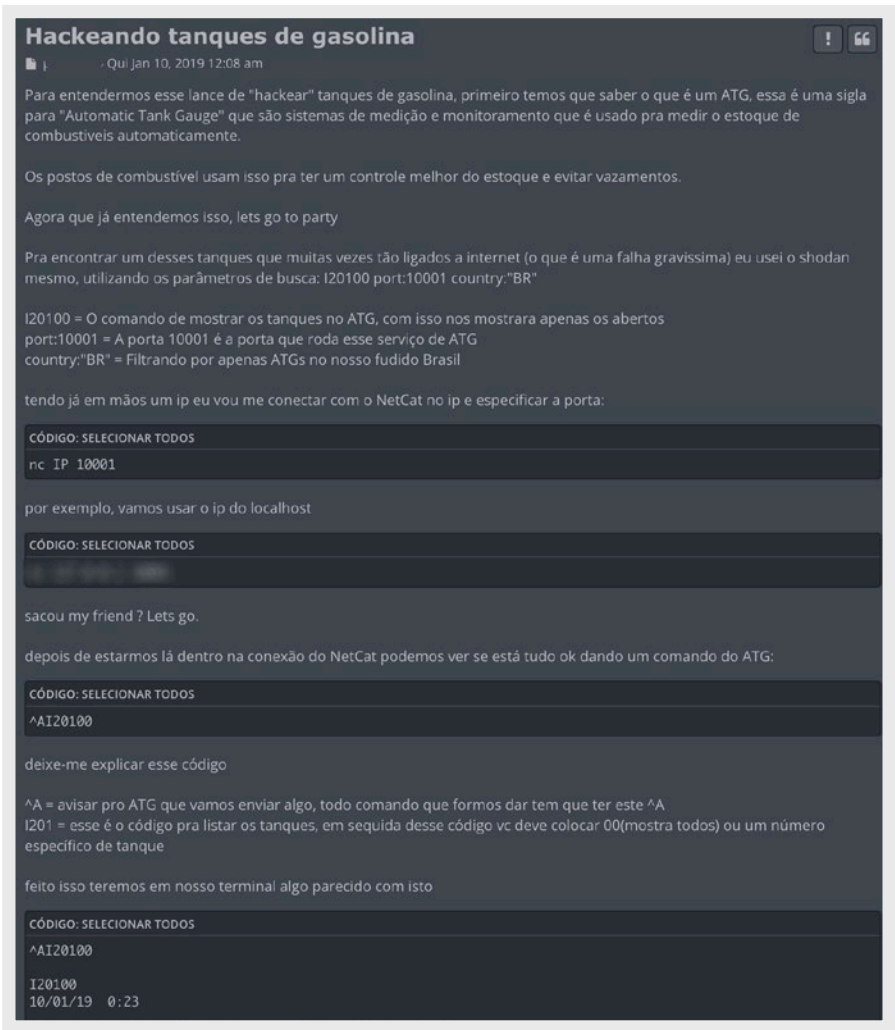 Hackeando tanques de gasolina
! 
Qui Jan 10, 2019 12:08 am
Para entendermos esse lance de "hackear" tanques de gasolina, primeiro temos que saber o que é um ATG, essa é uma sigla
para "Automatic Tank Gauge" que são sistemas de medição e monitoramento que é usado pra medir o estoque de
combustiveis automaticamente.
Os postos de combustível usam isso pra ter um controle melhor do estoque e evitar vazamentos.
Agora que já entendemos isso, lets go to party
Pra encontrar um desses tanques que muitas vezes tão ligados a internet (o que é uma falha gravissima) eu usei o shodan
mesmo, utilizando os parâmetros de busca: I20100 port:10001 country:"BR"
I20100 = O comando de mostrar os tanques no ATG, com isso nos mostrara apenas os abertos
port:10001 = A porta 10001 é a porta que roda esse serviço de ATG
country:"BR" = Filtrando por apenas ATGs no nosso fudido Brasil
tendo já em mãos um ip eu vou me conectar com o NetCat no ip e especificar a porta:
CÓDIGO: SELECIONAR TODOS
nc IP 10001
por exemplo, vamos usar o ip do localhost
CÓDIGO: SELECIONAR TODOS
sacou my friend ? Lets go.
depois de estarmos lá dentro na conexão do NetCat podemos ver se está tudo ok dando um comando do ATG:
CÓDIGO: SELECIONAR TODOS
^AI20100
deixe-me explicar esse código
^A = avisar pro ATG que vamos enviar algo, todo comando que formos dar tem que ter este ^A
I201 = esse é o código pra listar os tanques, em sequida desse código vc deve colocar 00(mostra todos) ou um número
específico de tanque
feito isso teremos em nosso terminal algo parecido com isto
CÓDIGO: SELECIONAR TODOS
^AI20100
I20100
10/01/19 0:23